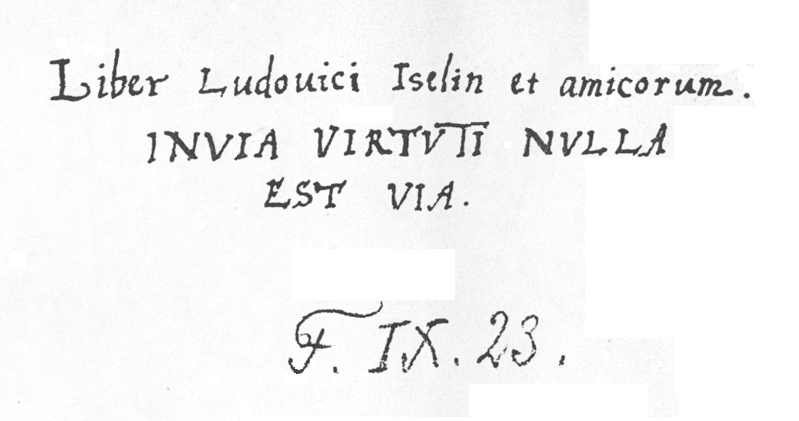 Liber Ludouici Iselin et amicorum.
INVIA VIRTVTI NVLLA
EST VIA.
F. IX. 23.